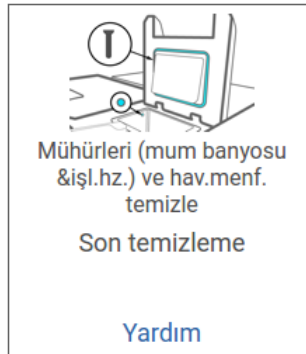 Mühürleri (mum banyosu
&işl.hz.) ve hav.menf.
temizle
Son temizleme
Yardım